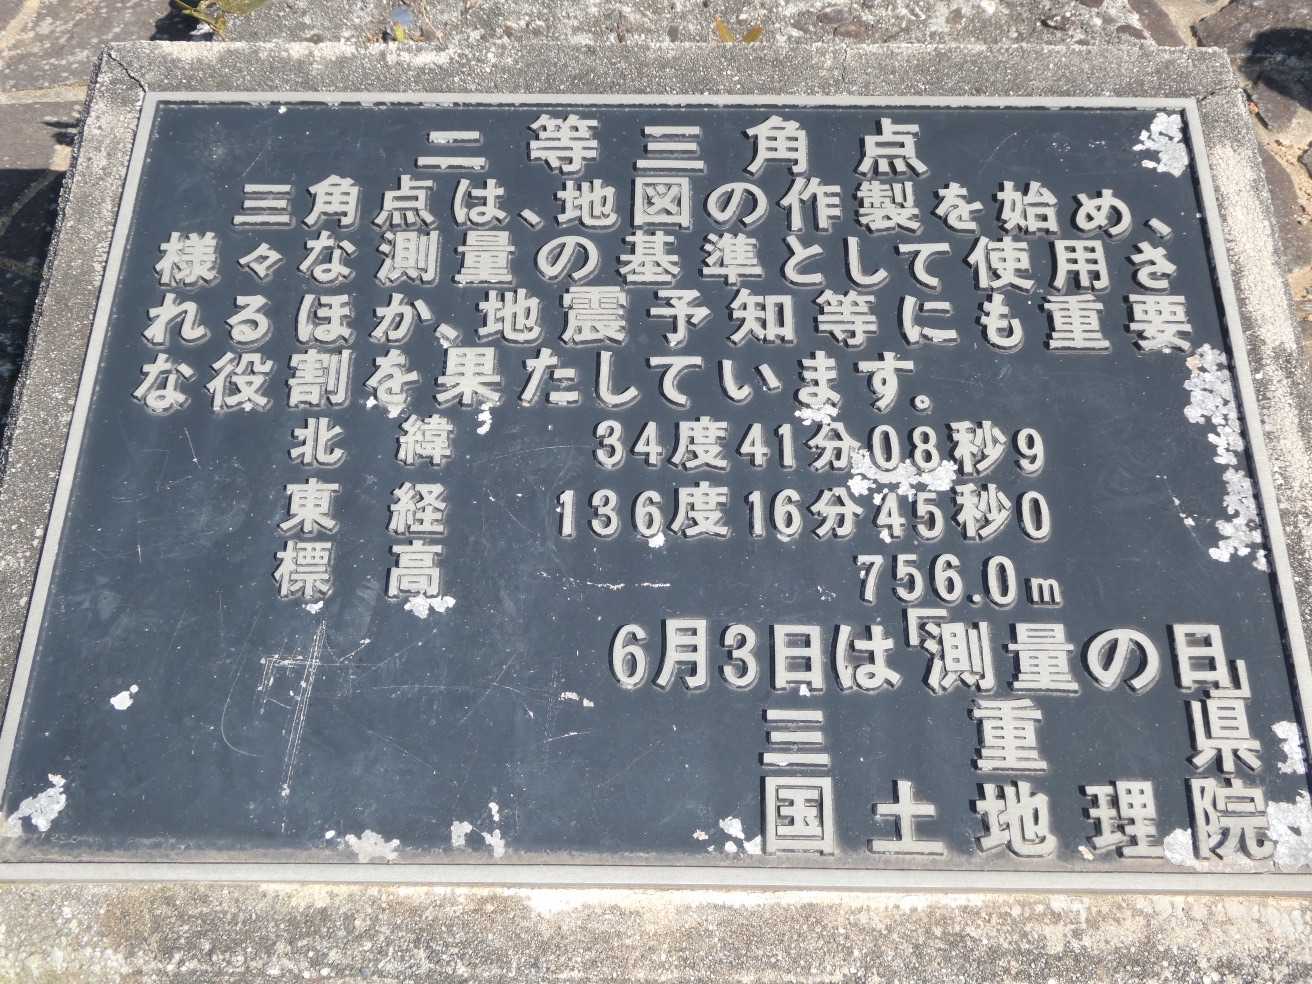 二等三角点
三角点は、地図の作製を始め、
様々な測量の基準として使用さ
れるほか、地震予知等にも重要
な役割を果たしています。
北緯 34度41分08秒9
東経 136度16分45秒0
標高 756.0m
6月3日は「測量の日」
三重県
国土地理院